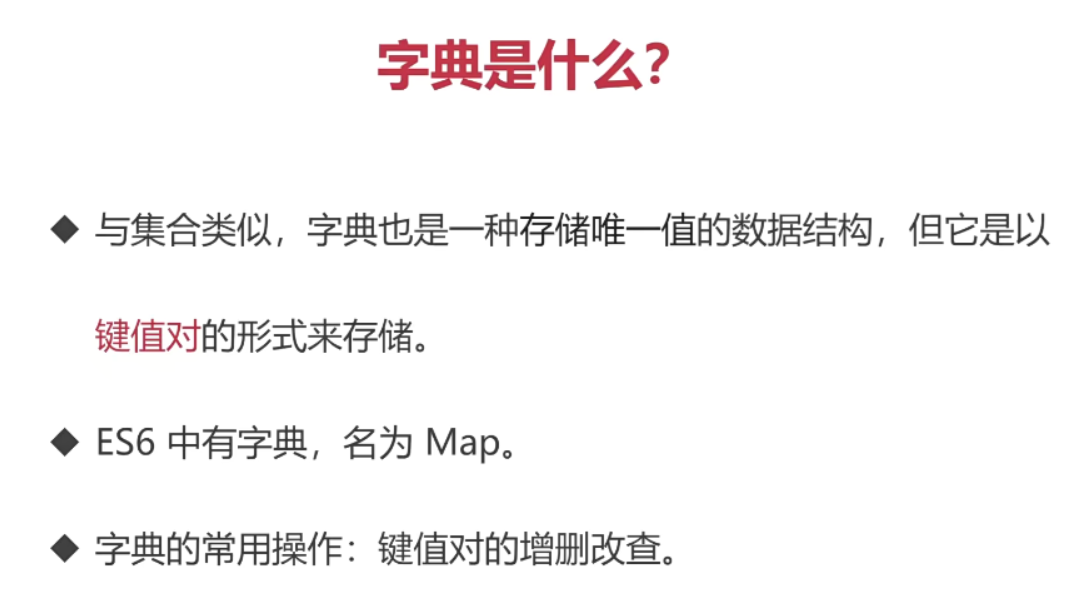 字典是什么？
◆ 与集合类似，字典也是一种存储唯一值的数据结构，但它是以
键值对的形式来存储。
◆ ES6 中有字典，名为 Map。
◆ 字典的常用操作：键值对的增删改查。